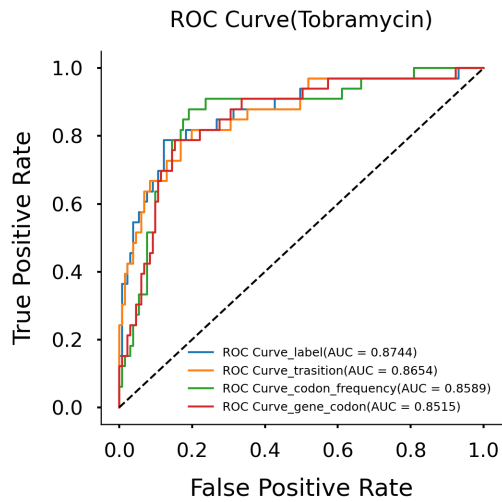 ROC Curve(Tobramycin)
True Positive Rate
1.0
0.8
0.6
0.4
0.2
0.0
ROC Curve_label(AUC = 0.8744)
ROC Curve_trasition(AUC = 0.8654)
ROC Curve_codon_frequency(AUC = 0.8589)
ROC Curve_gene_codon(AUC = 0.8515)
0.0 0.2 0.4 0.6 0.8 1.0
False Positive Rate